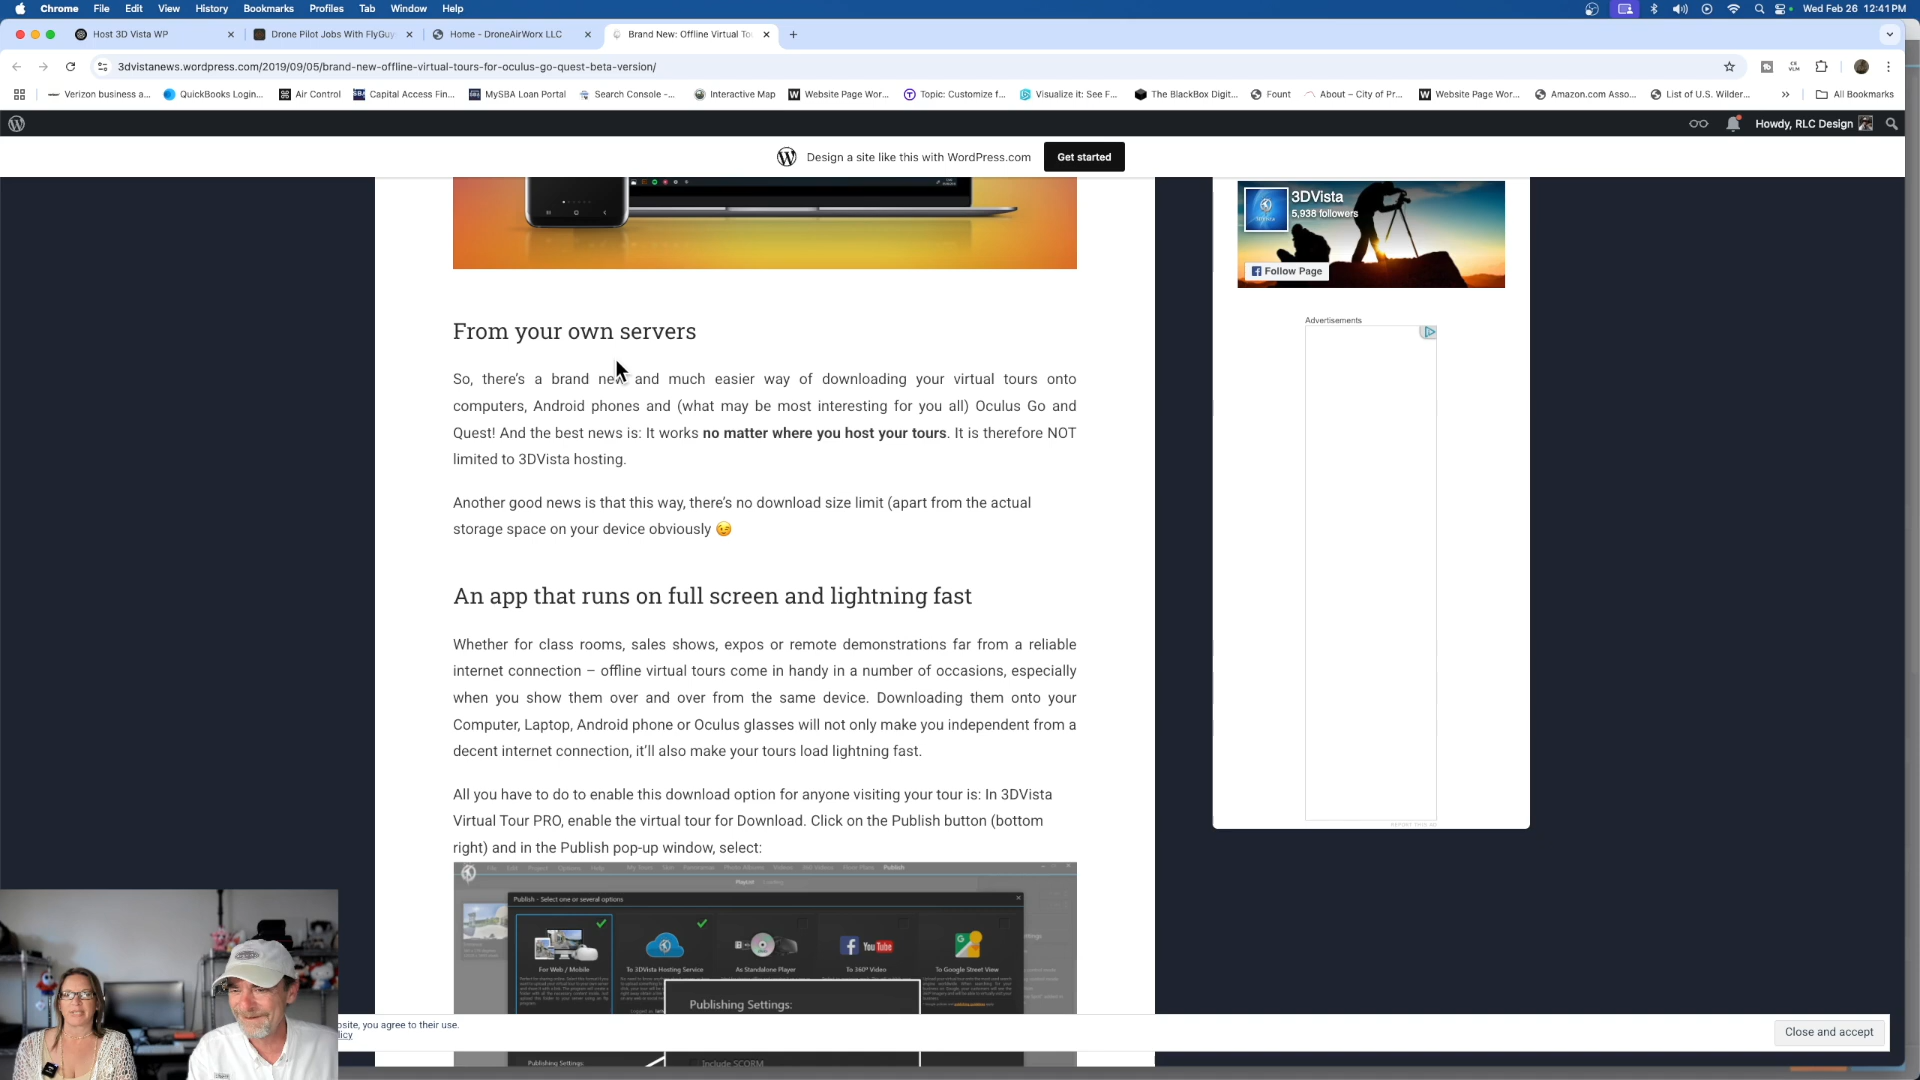 Chrome File Edit View History Bookmarks Profiles Tab Window Help Wed Feb 26 12:41 PM
Host 3D Vista WP Drone Pilot Jobs With FlyGuy Home - DroneAirWorx LLC Brand New: Offline Virtual To
3dvistanews.wordpress.com/2019/09/05/brand-new-offline-virtual-tours-for-oculus-go-quest-beta-version/
Verizon business a... QuickBooks Login... Air Control Capital Access Fin... MySBA Loan Portal Search Console -... Interactive Map Website Page Wor... Topic: Customize f... Visualize it: See F... The BlackBox Digit... Fount About – City of Pr... Website Page Wor... Amazon.com Asso... List of U.S. Wilder... All Bookmarks
Howdy, RLC Design
Design a site like this with WordPress.com Get started
3DVista
5,938 followers
Follow Page
Advertisements
REPORT THIS AD
From your own servers
So, there's a brand new and much easier way of downloading your virtual tours onto
computers, Android phones and (what may be most interesting for you all) Oculus Go and
Quest! And the best news is: It works no matter where you host your tours. It is therefore NOT
limited to 3DVista hosting.
Another good news is that this way, there's no download size limit (apart from the actual
storage space on your device obviously 😉
An app that runs on full screen and lightning fast
Whether for class rooms, sales shows, expos or remote demonstrations far from a reliable
internet connection – offline virtual tours come in handy in a number of occasions, especially
when you show them over and over from the same device. Downloading them onto your
Computer, Laptop, Android phone or Oculus glasses will not only make you independent from a
decent internet connection, it'll also make your tours load lightning fast.
All you have to do to enable this download option for anyone visiting your tour is: In 3DVista
Virtual Tour PRO, enable the virtual tour for Download. Click on the Publish button (bottom
right) and in the Publish pop-up window, select:
Publish
Publish - Select one or several options
You Tube
For Web / Mobile To 3DVista Hosting Service As Standalone Player To 360º Video To Google Street View
Publishing Settings:
osite, you agree to their use.
licy
Close and accept
Publishing Settings: Include SCORM